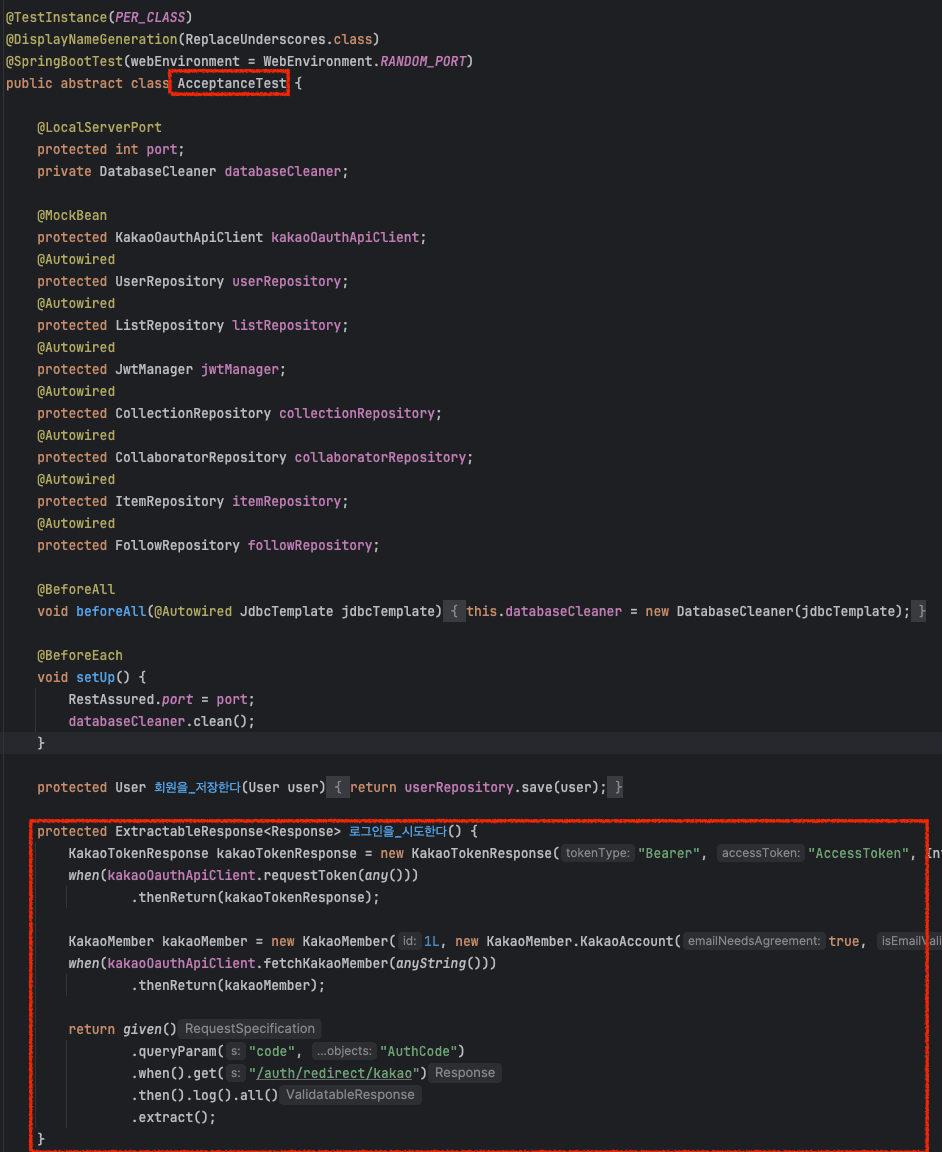 @TestInstance(PER_CLASS)
@DisplayNameGeneration(ReplaceUnderscores.class)
@SpringBootTest(webEnvironment = WebEnvironment.RANDOM_PORT)
public abstract class AcceptanceTest {
@LocalServerPort
protected int port;
private DatabaseCleaner databaseCleaner;
@MockBean
protected KakaoOauthApiClient kakaoOauthApiClient;
@Autowired
protected UserRepository userRepository;
@Autowired
protected ListRepository listRepository;
@Autowired
protected JwtManager jwtManager;
@Autowired
protected CollectionRepository collectionRepository;
@Autowired
protected CollaboratorRepository collaboratorRepository;
@Autowired
protected ItemRepository itemRepository;
@Autowired
protected FollowRepository followRepository;
@BeforeAll
void beforeAll(@Autowired JdbcTemplate jdbcTemplate) { this.databaseCleaner = new DatabaseCleaner(jdbcTemplate); }
@BeforeEach
void setUp() {
RestAssured.port = port;
databaseCleaner.clean();
}
protected User 회원을_저장한다(User user) { return userRepository.save(user); }
protected ExtractableResponse<Response> 로그인을_시도한다() {
KakaoTokenResponse kakaoTokenResponse = new KakaoTokenResponse( tokenType: "Bearer", accessToken: "AccessToken",
when(kakaoOauthApiClient.requestToken(any()))
.thenReturn(kakaoTokenResponse);
KakaoMember kakaoMember = new KakaoMember( id: 1L, new KakaoMember.KakaoAccount( emailNeedsAgreement: true,
when(kakaoOauthApiClient.fetchKakaoMember(anyString()))
.thenReturn(kakaoMember);
return given() RequestSpecification
.queryParam( s: "code", ...objects: "AuthCode")
.when().get( s: "/auth/redirect/kakao") Response
.then().log().all() ValidatableResponse
.extract();
}